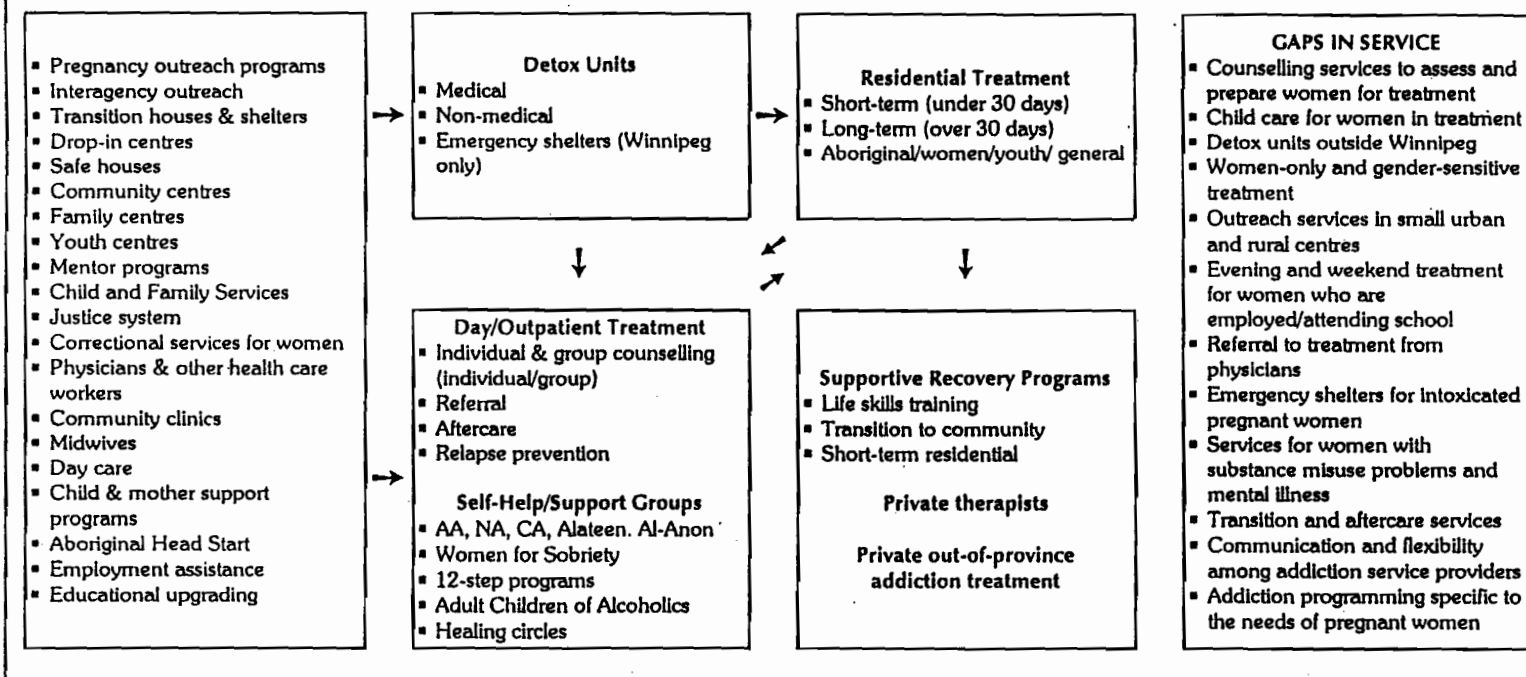 ▪ Pregnancy outreach programs
▪ Interagency outreach
▪ Transition houses & shelters
▪ Drop-in centres
▪ Safe houses
▪ Community centres
▪ Family centres
▪ Youth centres
▪ Mentor programs
▪ Child and Family Services
▪ Justice system
▪ Correctional services for women
▪ Physicians & other health care
workers
▪ Community clinics
▪ Midwives
▪ Day care
▪ Child & mother support
programs
▪ Aboriginal Head Start
▪ Employment assistance
▪ Educational upgrading
Detox Units
▪ Medical
▪ Non-medical
▪ Emergency shelters (Winnipeg
only)
Residential Treatment
▪ Short-term (under 30 days)
▪ Long-term (over 30 days)
▪ Aboriginal/women/youth/ general
Day/Outpatient Treatment
▪ Individual & group counselling
(individual/group)
▪ Referral
▪ Aftercare
▪ Relapse prevention
Self-Help/Support Groups
▪ AA, NA, CA, Alateen. Al-Anon
▪ Women for Sobriety
▪ 12-step programs
▪ Adult Children of Alcoholics
▪ Healing circles
Supportive Recovery Programs
▪ Life skills training
▪ Transition to community
▪ Short-term residential
Private therapists
Private out-of-province
addiction treatment
GAPS IN SERVICE
▪ Counselling services to assess and
prepare women for treatment
▪ Child care for women in treatment
▪ Detox units outside Winnipeg
▪ Women-only and gender-sensitive
treatment
▪ Outreach services in small urban
and rural centres
▪ Evening and weekend treatment
for women who are
employed/attending school
▪ Referral to treatment from
physicians
▪ Emergency shelters for intoxicated
pregnant women
▪ Services for women with
substance misuse problems and
mental illness
▪ Transition and aftercare services
▪ Communication and flexibility
among addiction service providers
▪ Addiction programming specific to
the needs of pregnant women